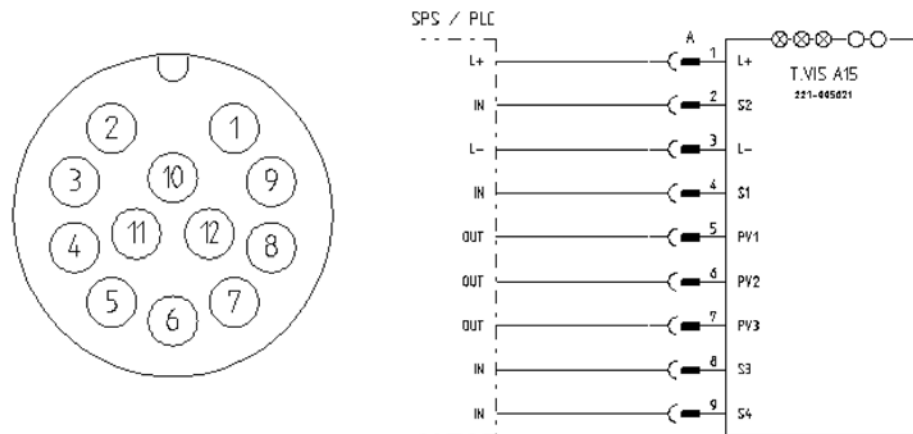 SPS / PLC
A
T.VIS A15
221-005021
L+ 1 L+
IN 2 S2
L- 3 L-
IN 4 S1
OUT 5 PV1
OUT 6 PV2
OUT 7 PV3
IN 8 S3
IN 9 S4
2 1
3 10 9
4 11 12 8
5 6 7